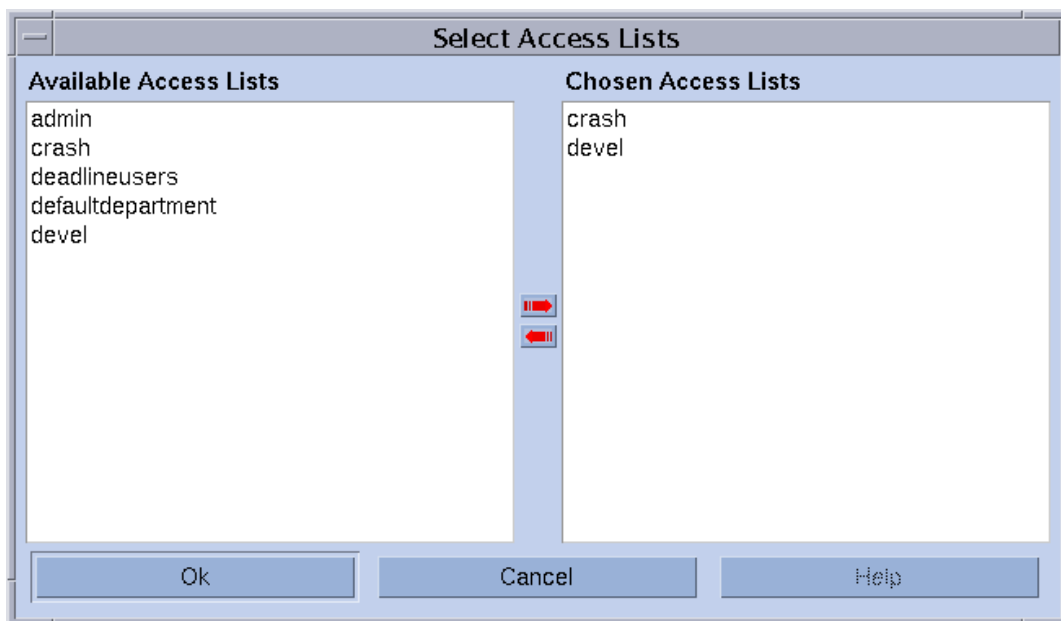 Select Access Lists
Available Access Lists
admin
crash
deadlineusers
defaultdepartment
devel
Chosen Access Lists
crash
devel
Ok
Cancel
Help